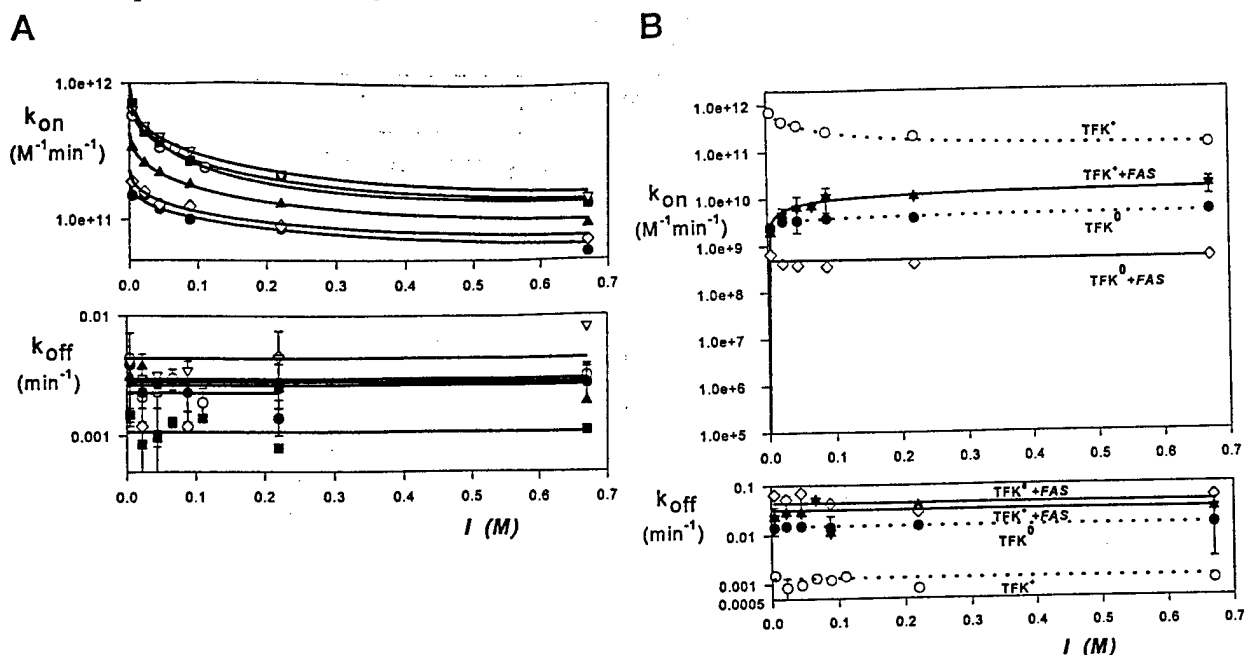 A
1.0e+12
k on
(M⁻¹min⁻¹)
1.0e+11
0.0 0.1 0.2 0.3 0.4 0.5 0.6 0.7
0.01
k off
(min⁻¹)
0.001
0.0 0.1 0.2 0.3 0.4 0.5 0.6 0.7
I (M)
B
1.0e+12
1.0e+11
1.0e+10
k on
(M⁻¹min⁻¹)
1.0e+9
1.0e+8
1.0e+7
1.0e+6
1.0e+5
TFK⁺
TFK⁺+FAS
TFK⁰
TFK⁰+FAS
0.0 0.1 0.2 0.3 0.4 0.5 0.6 0.7
0.1
k off
(min⁻¹)
0.01
0.001
0.0005
TFK⁰+FAS
TFK⁺+FAS
TFK⁰
TFK⁺
0.0 0.1 0.2 0.3 0.4 0.5 0.6 0.7
I (M)